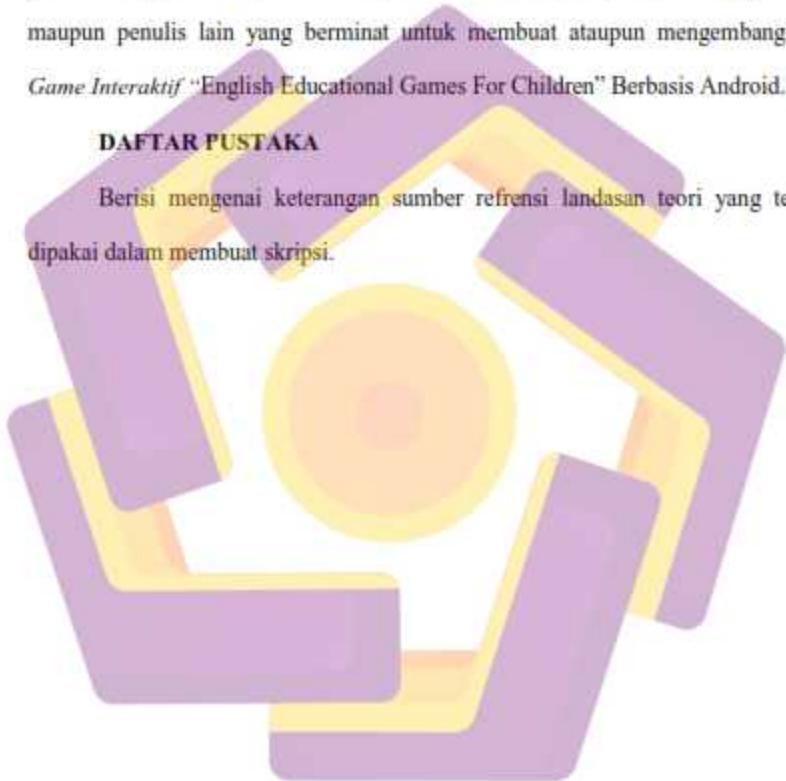 maupun penulis lain yang berminat untuk membuat ataupun mengembang
Game Interaktif “English Educational Games For Children” Berbasis Android.
DAFTAR PUSTAKA
Berisi mengenai keterangan sumber refrensi landasan teori yang te
dipakai dalam membuat skripsi.